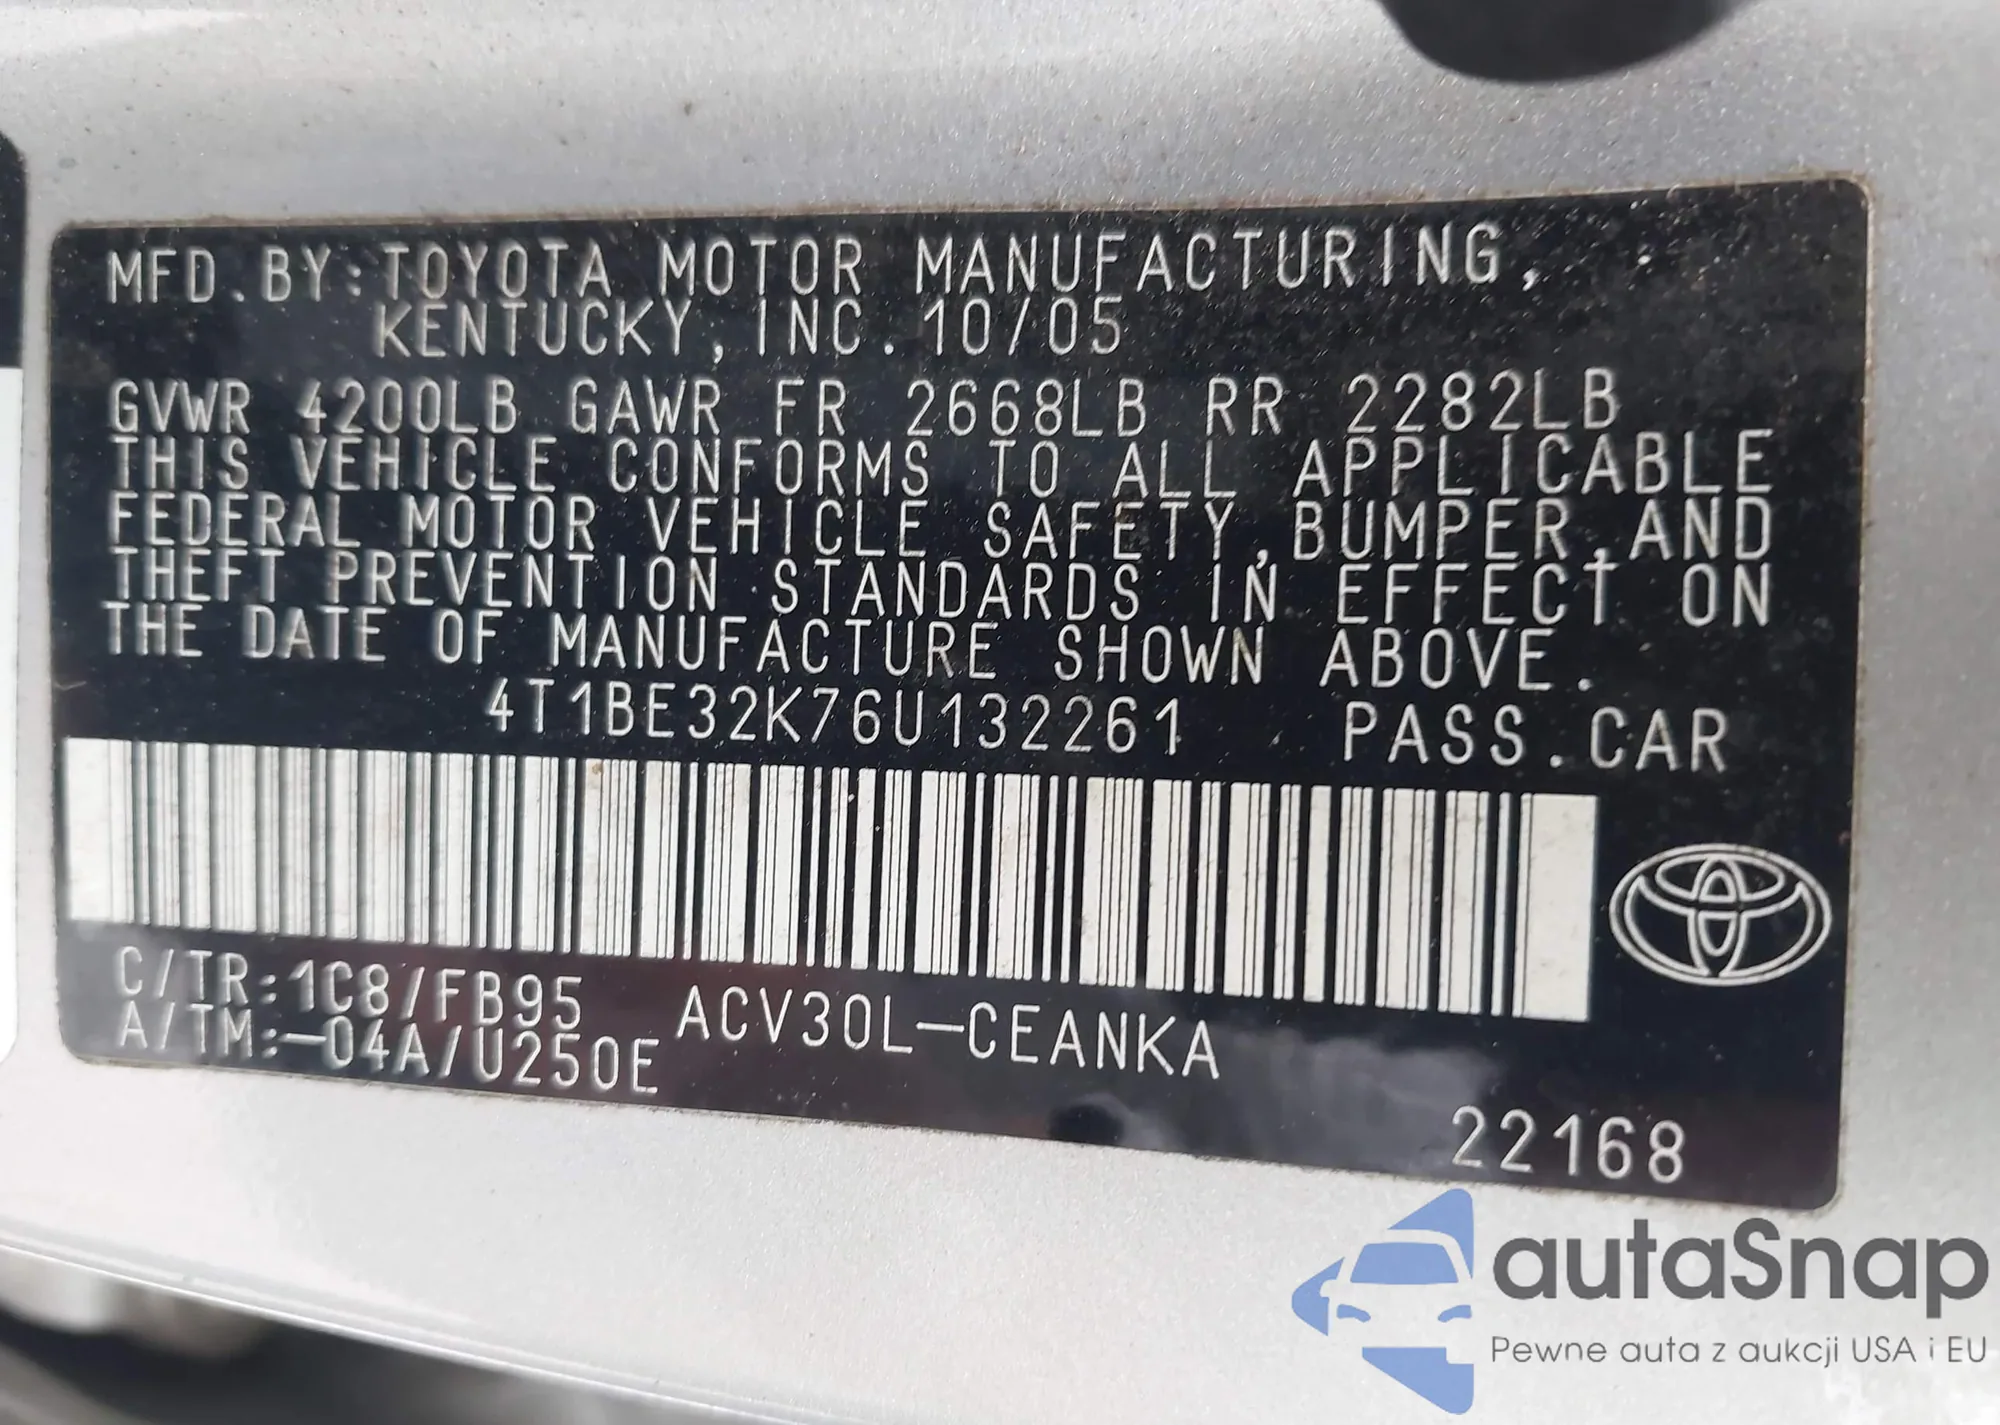 MFD. BY: TOYOTA MOTOR MANUFACTURING,
KENTUCKY, INC. 10/05
GVWR 4200LB GAWR FR 2668LB RR 2282LB
THIS VEHICLE CONFORMS TO ALL APPLICABLE
FEDERAL MOTOR VEHICLE SAFETY, BUMPER, AND
THEFT PREVENTION STANDARDS IN EFFECT ON
THE DATE OF MANUFACTURE SHOWN ABOVE.
4T1BE32K76U132261 PASS. CAR
C/TR: 1C8/FB95 ACV30L-CEANKA
A/TM: -04A/U250E
22168
autaSnap
Pewne auta z aukcji USA i EU